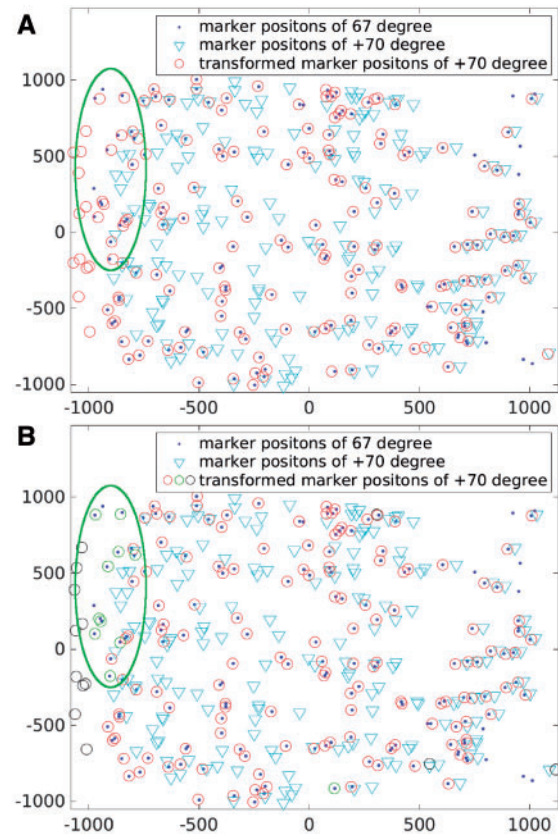 A
marker positons of 67 degree
marker positons of +70 degree
transformed marker positons of +70 degree
1000
500
0
-500
-1000
-1000 -500 0 500 1000
B
marker positons of 67 degree
marker positons of +70 degree
transformed marker positons of +70 degree
1000
500
0
-500
-1000
-1000 -500 0 500 1000